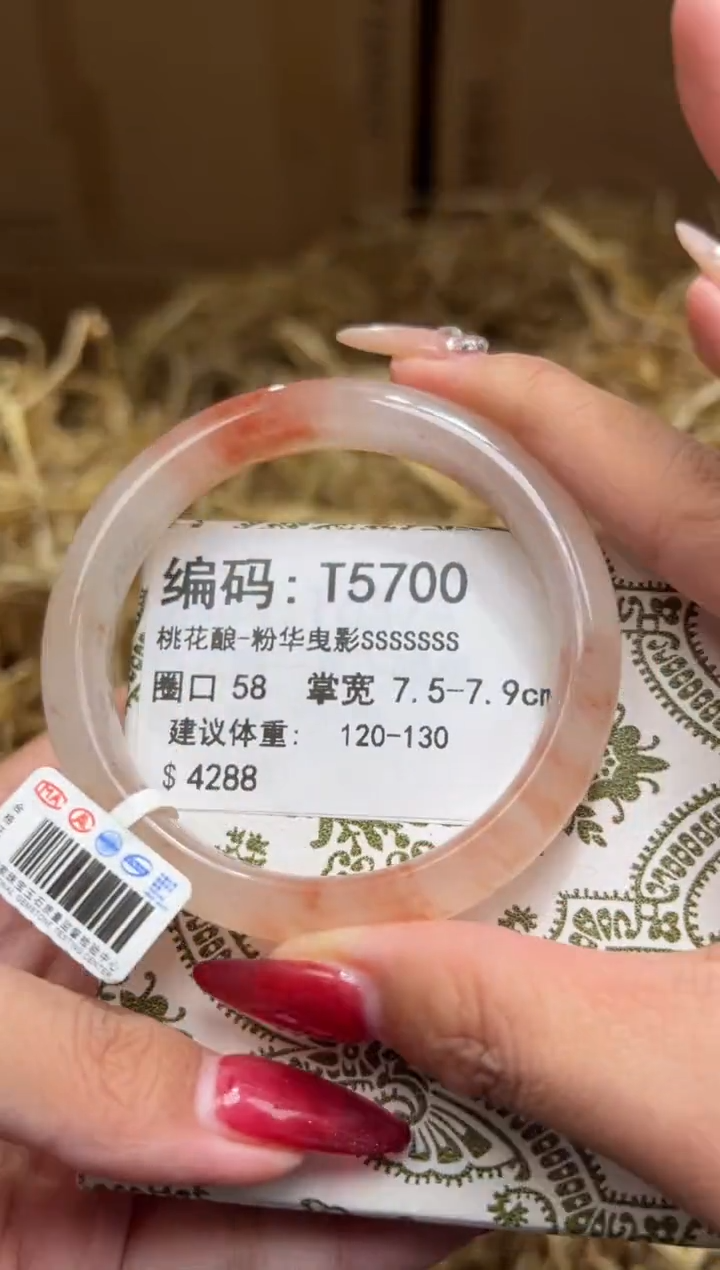 编码: T5700
桃花酿-粉华曳影SSSSSSS
圈口 58 掌宽 7.5-7.9cm
建议体重: 120-130
$ 4288
MA